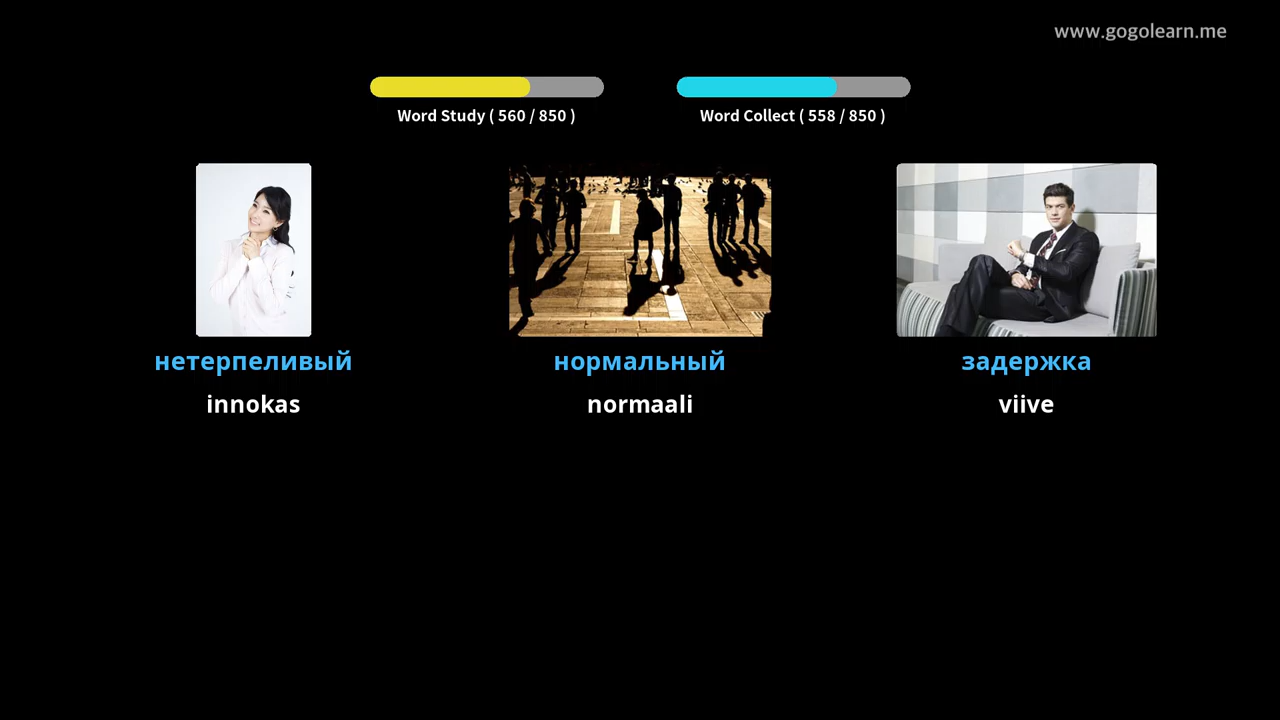 www.gogolearn.me
Word Study ( 560 / 850 )
Word Collect ( 558 / 850 )
нетерпеливый
innokas
нормальный
normaali
задержка
viive